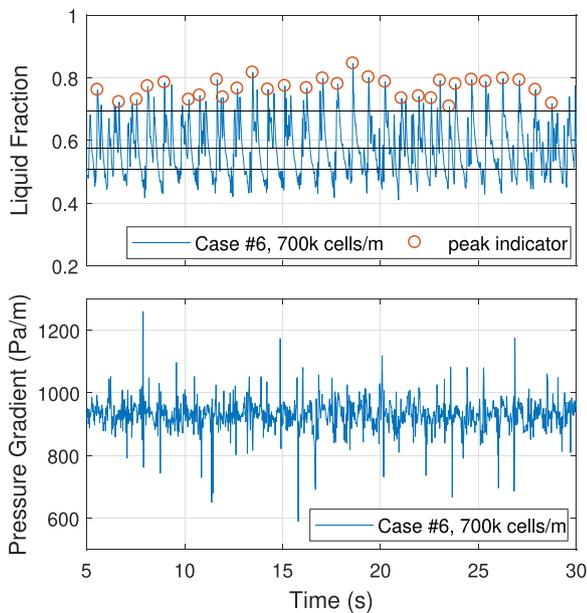 1
0.8
0.6
0.4
0.2
Liquid Fraction
Case #6, 700k cells/m
peak indicator
1200
1000
800
600
Pressure Gradient (Pa/m)
Case #6, 700k cells/m
5 10 15 20 25 30
Time (s)